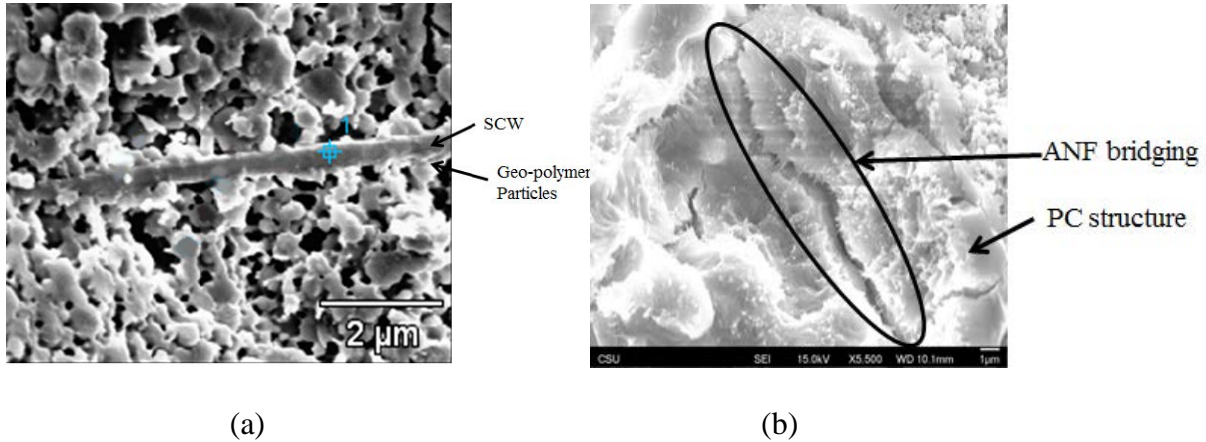 1
SCW
Geo-polymer
Particles
2 μm
ANF bridging
PC structure
CSU SEI 15.0kV X5.500 WD 10.1mm 1μm
(a) (b)